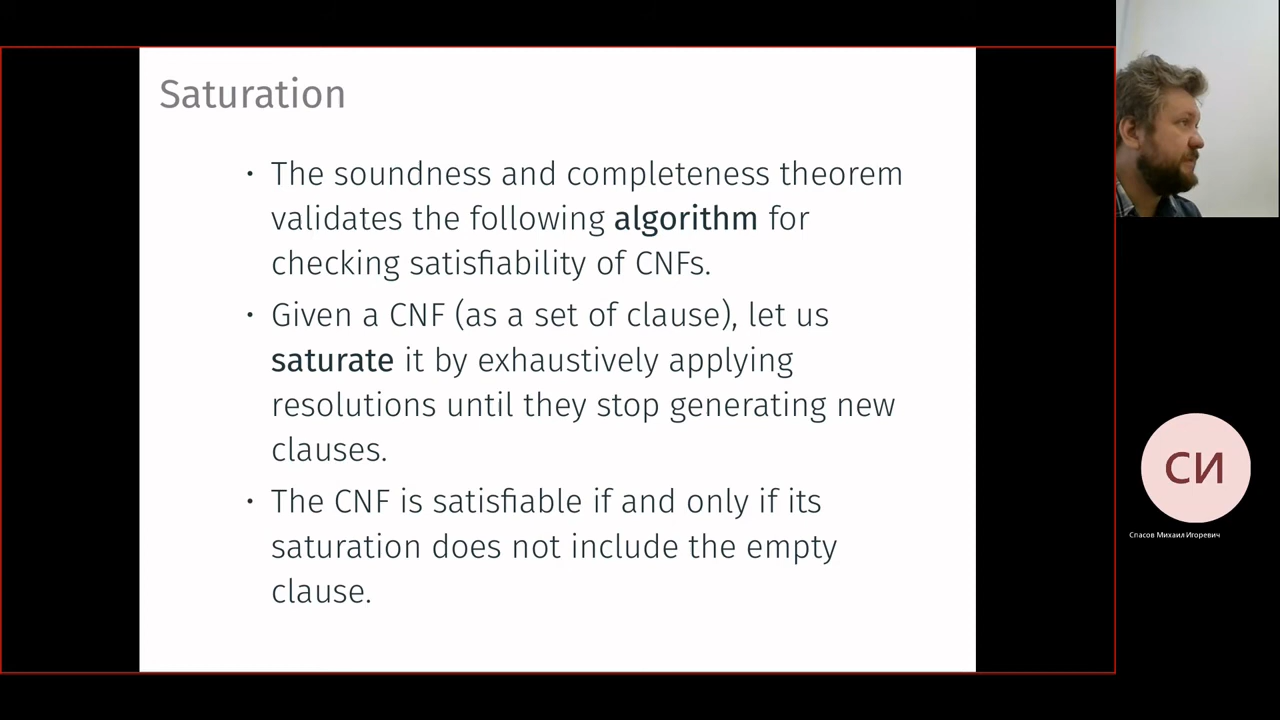 Saturation
• The soundness and completeness theorem
validates the following algorithm for
checking satisfiability of CNFs.
• Given a CNF (as a set of clause), let us
saturate it by exhaustively applying
resolutions until they stop generating new
clauses.
• The CNF is satisfiable if and only if its
saturation does not include the empty
clause.
СИ
Спасов Михаил Игоревич